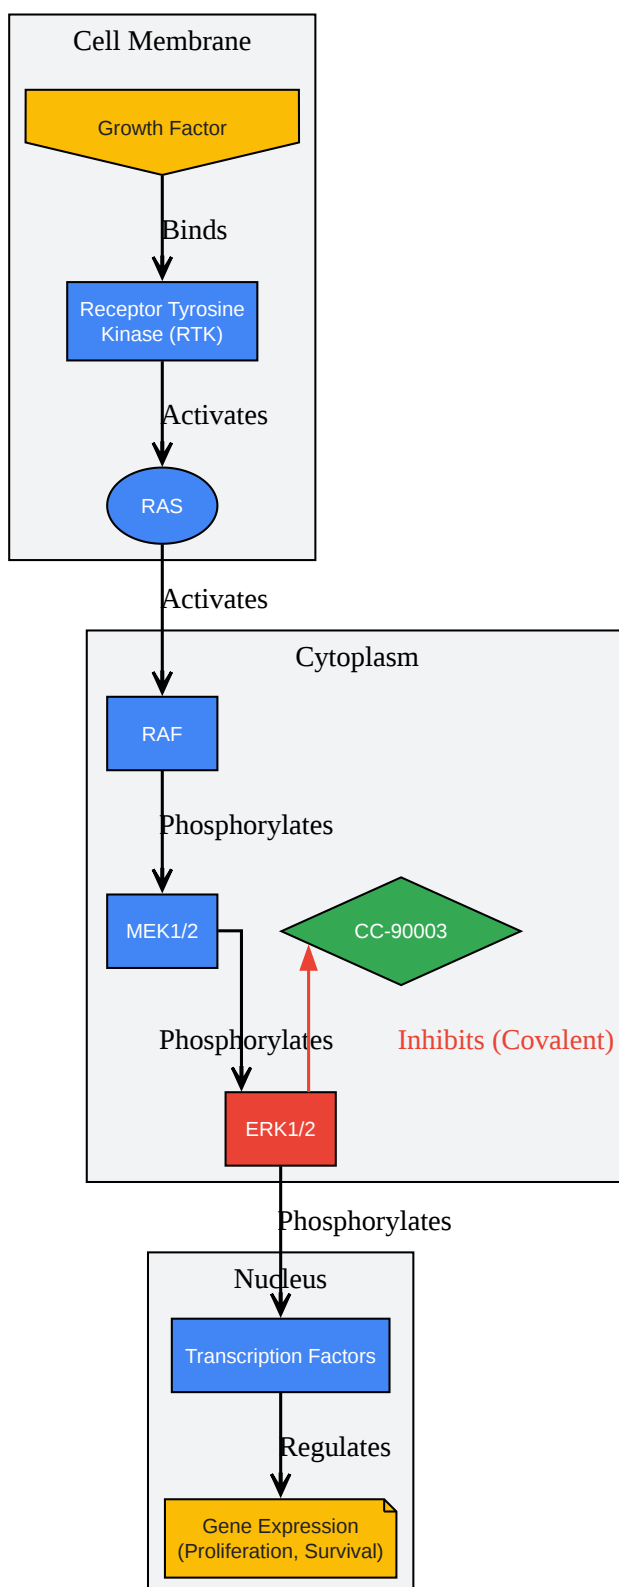 Cell Membrane
Growth Factor
Binds
Receptor Tyrosine
Kinase (RTK)
Activates
RAS
Activates
Cytoplasm
RAF
Phosphorylates
MEK1/2
CC-90003
Phosphorylates
Inhibits (Covalent)
ERK1/2
Phosphorylates
Nucleus
Transcription Factors
Regulates
Gene Expression
(Proliferation, Survival)